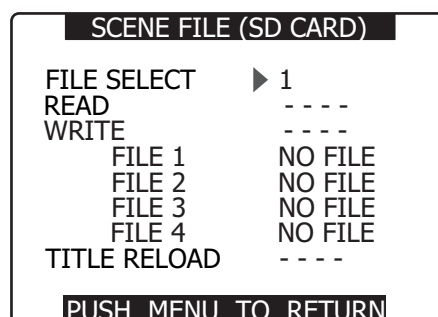 SCENE FILE (SD CARD)
FILE SELECT ▶ 1
READ - - - -
WRITE - - - -
FILE 1 NO FILE
FILE 2 NO FILE
FILE 3 NO FILE
FILE 4 NO FILE
TITLE RELOAD - - - -
PUSH MENU TO RETURN